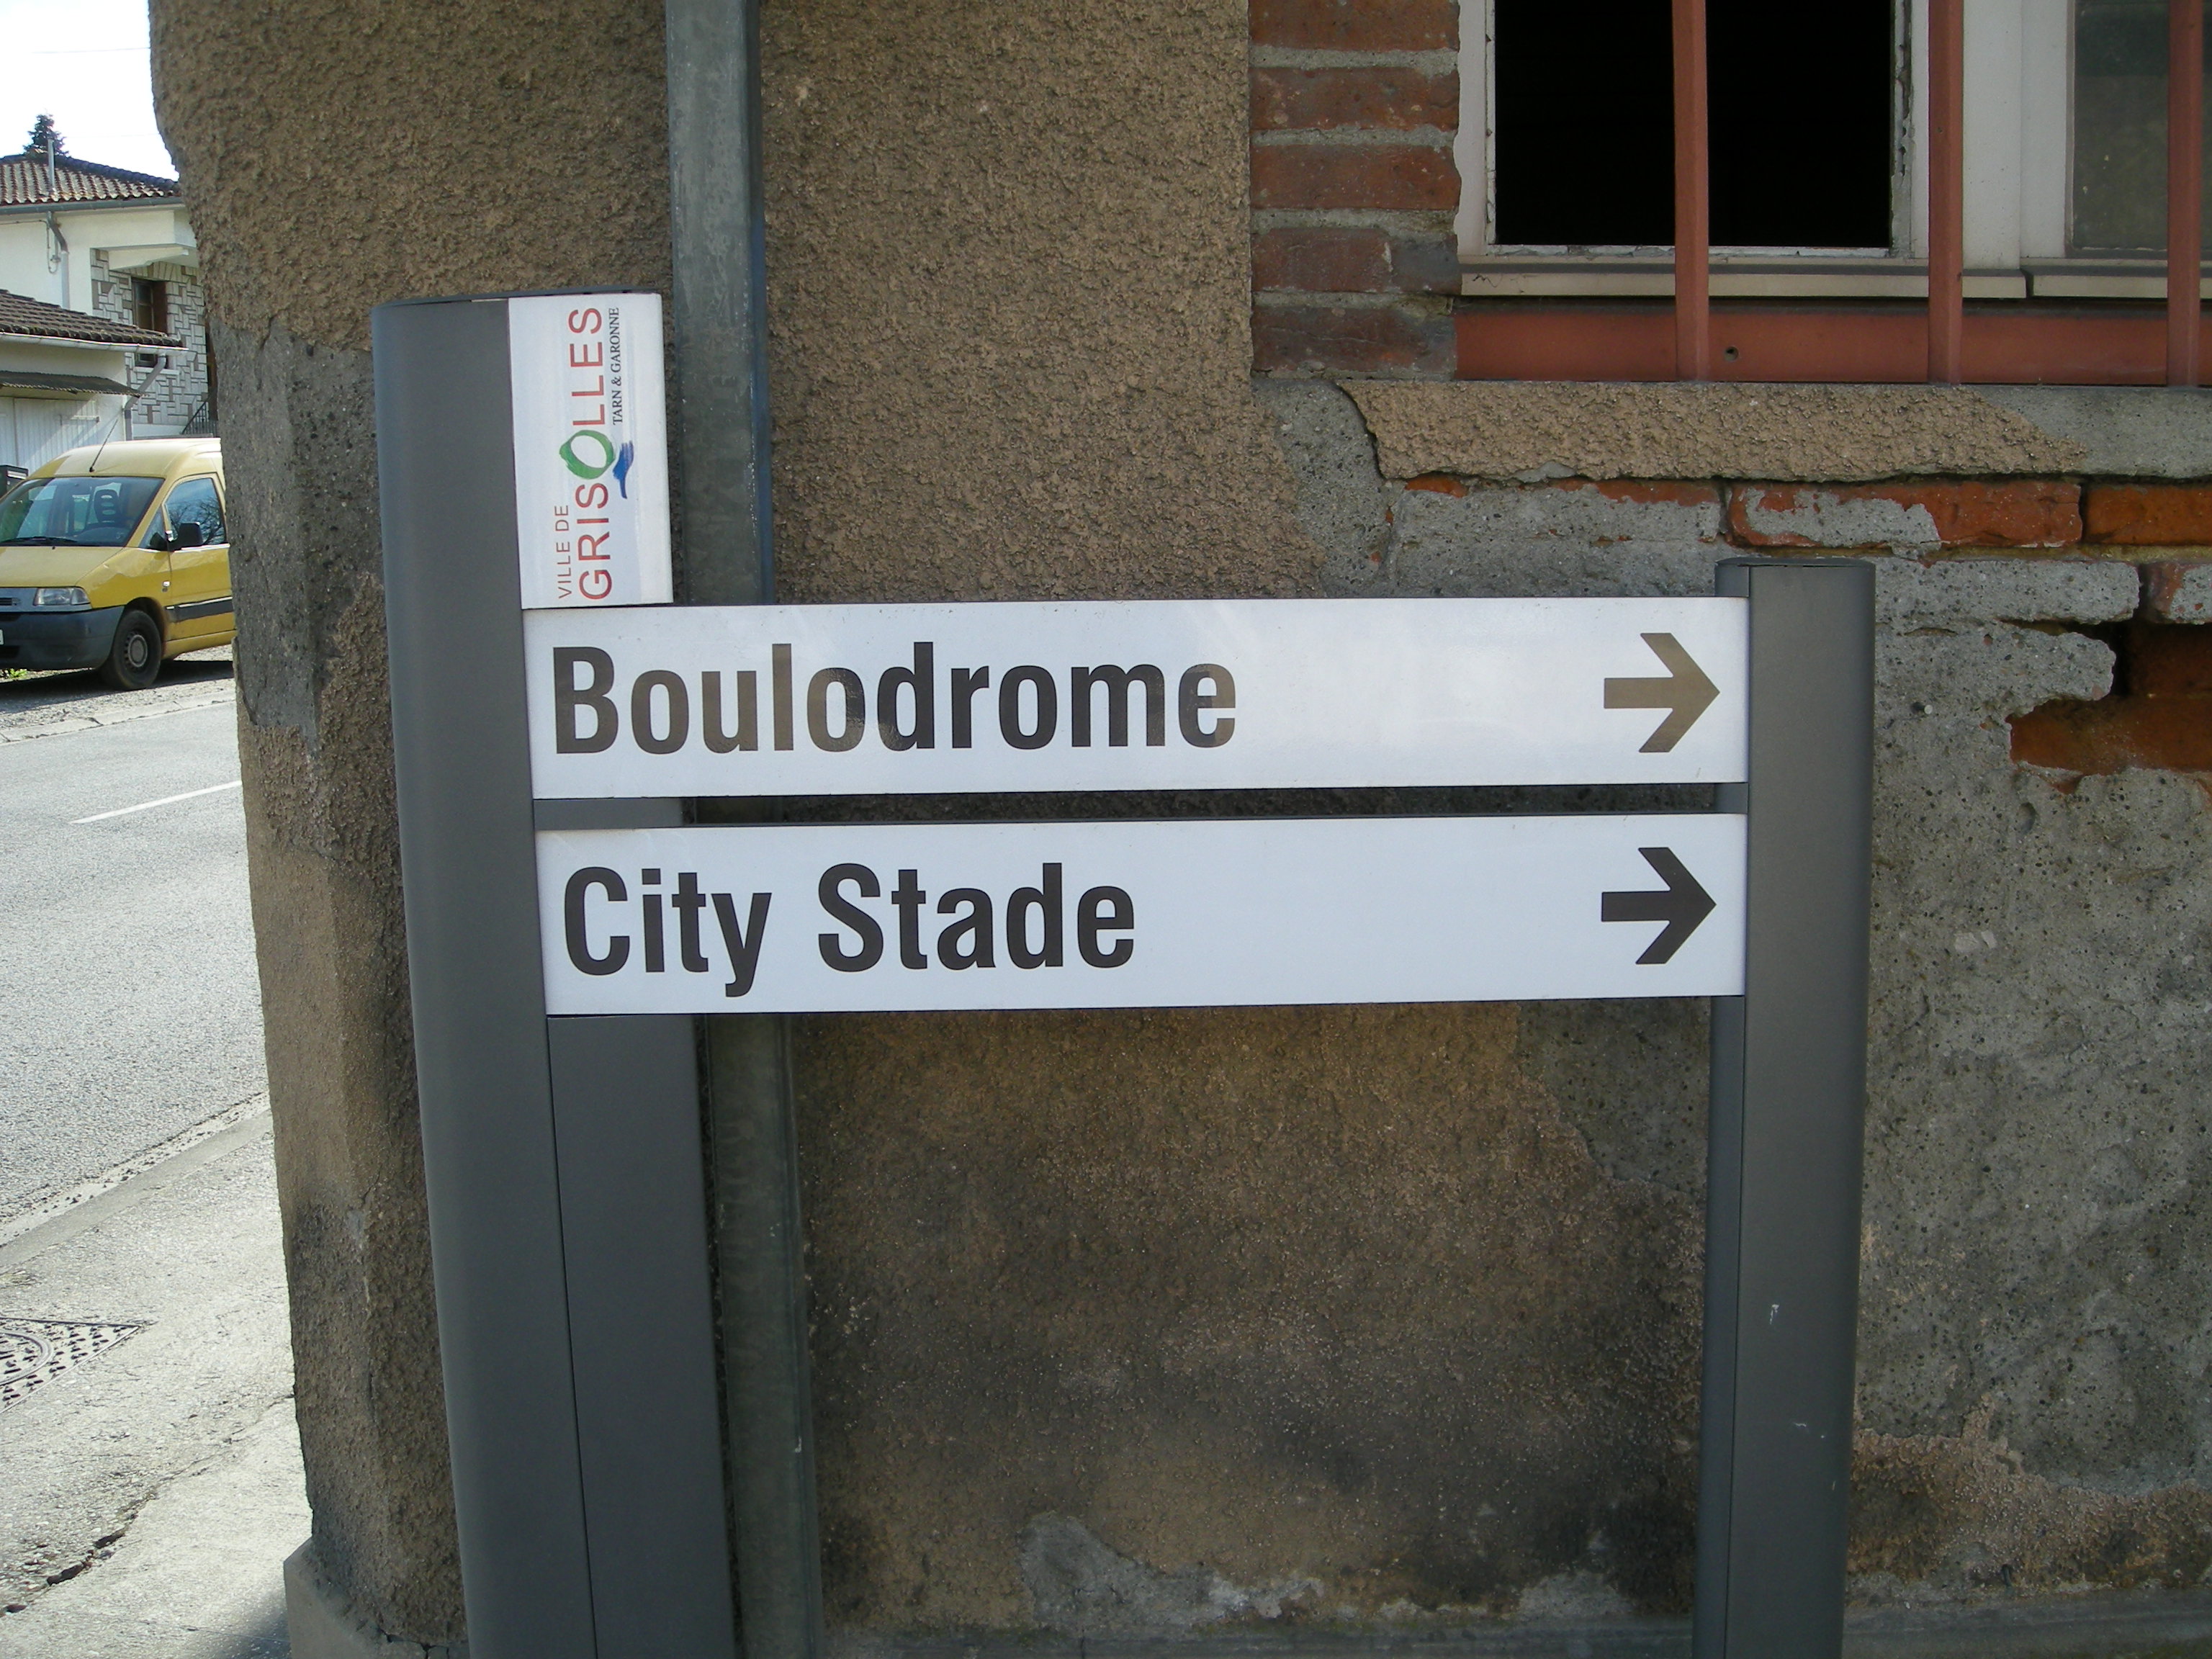 VILLE DE
GRISOLLES
TARN & GARONNE
Boulodrome
City Stade